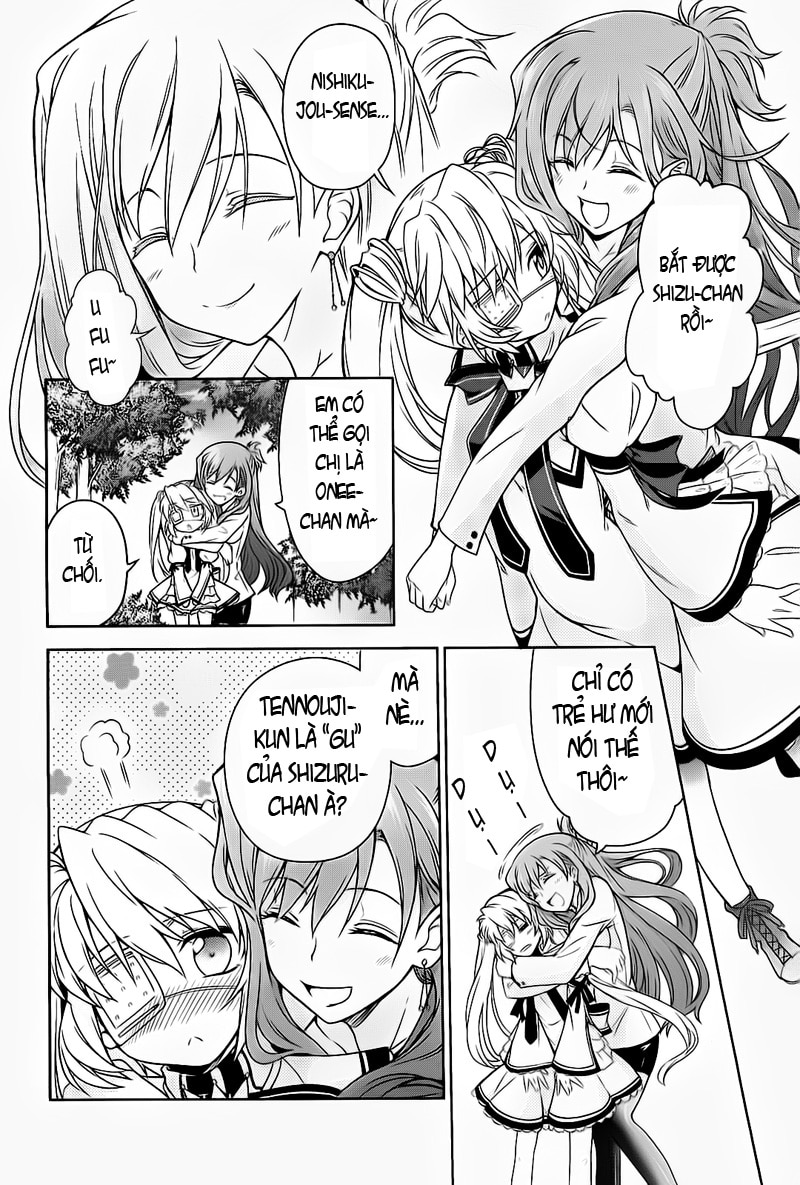 BẮT ĐƯỢC
SHIZU-CHAN
RỒI~
NISHIKU-
JOU-SENSE...
U
FU
FU~
EM CÓ
THỂ GỌI
CHỊ LÀ
ONEE-
CHAN MÀ~
TỪ
CHỐI.
CHỈ CÓ
TRẺ HƯ MỚI
NÓI THẾ
THÔI~
DỤI
DỤI
MÀ
NÈ...
TENNOUJI-
KUN LÀ "GU"
CỦA SHIZURU-
CHAN À?